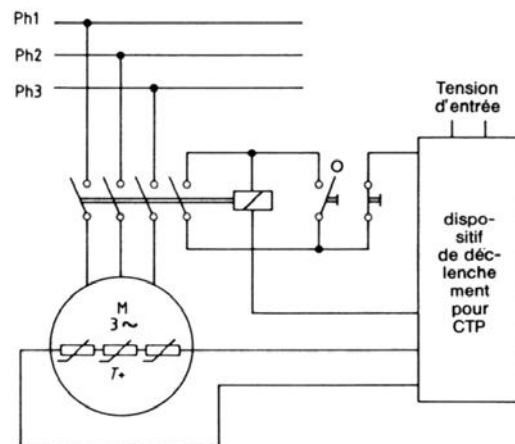 Ph1
Ph2
Ph3
Tension
d'entrée
dispo-
sitif
de déc-
lenche
ment
pour
CTP
M
3~
T+